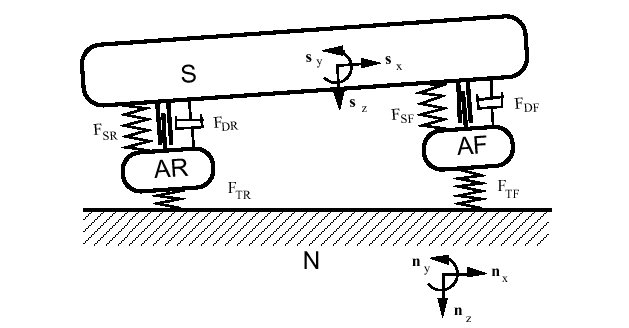 s y
s x
S
s z
F SR
F DR
F SF
F DF
AR
AF
F TR
F TF
N
n y
n x
n z